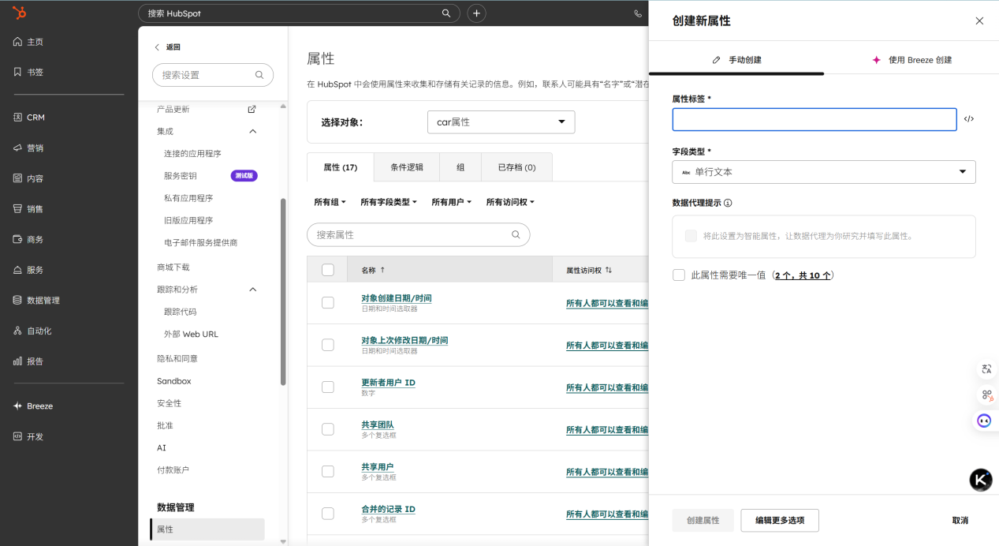 搜索 HubSpot
主页
书签
CRM
营销
内容
销售
商务
服务
数据管理
自动化
报告
Breeze
开发
返回
搜索设置
产品更新
集成
连接的应用程序
服务密钥 测试版
私有应用程序
旧版应用程序
电子邮件服务提供商
商城下载
跟踪和分析
跟踪代码
外部 Web URL
隐私和同意
Sandbox
安全性
批准
AI
付款账户
数据管理
属性
属性
在 HubSpot 中会使用属性来收集和存储有关记录的信息。例如，联系人可能具有“名字”或“潜在
选择对象： car属性
属性 (17) 条件逻辑 组 已存档 (0)
所有组 所有字段类型 所有用户 所有访问权
搜索属性
名称 属性访问权
对象创建日期/时间 所有人都可以查看和编
日期和时间选取器
对象上次修改日期/时间 所有人都可以查看和编
日期和时间选取器
更新者用户 ID 所有人都可以查看和编
数字
共享团队 所有人都可以查看和编
多个复选框
共享用户 所有人都可以查看和编
多个复选框
合并的记录 ID 所有人都可以查看和编
多个复选框
创建新属性
手动创建 使用 Breeze 创建
属性标签 *
</>
字段类型 *
Abc 单行文本
数据代理提示
将此设置为智能属性，让数据代理为你研究并填写此属性。
此属性需要唯一值（2 个，共 10 个）
K
创建属性 编辑更多选项 取消